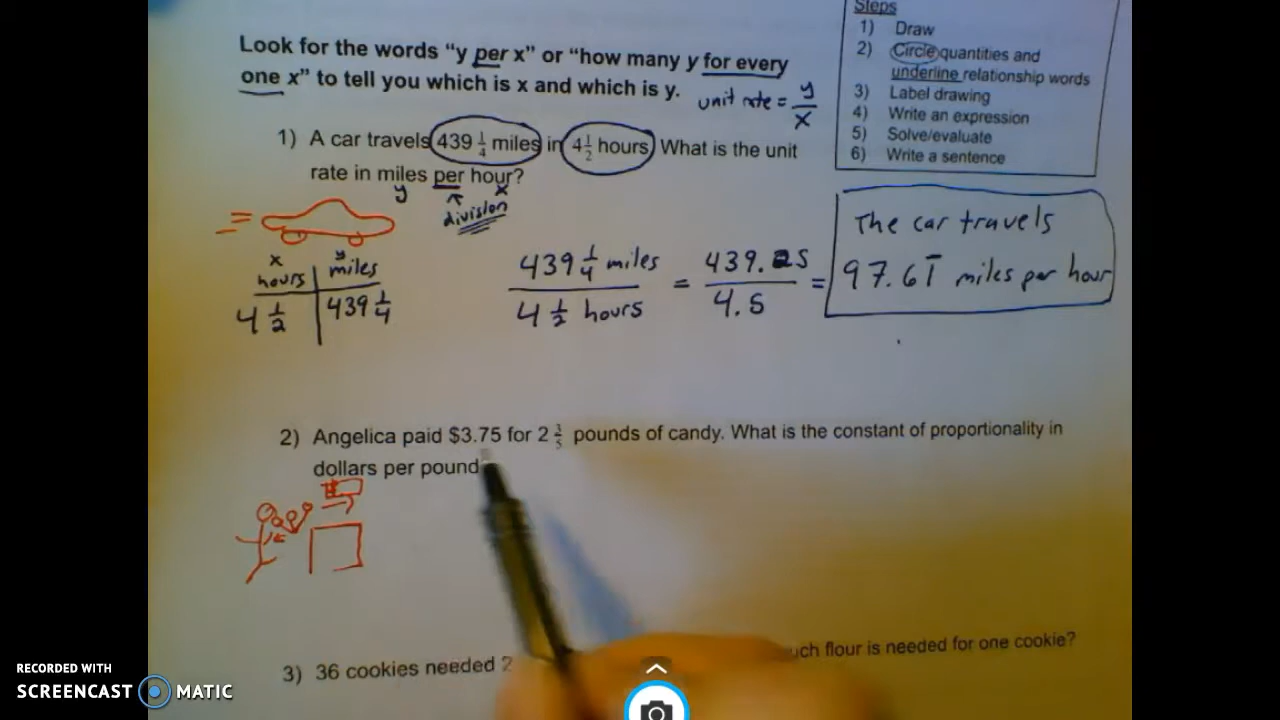 Look for the words “y per x” or “how many y for every
one x” to tell you which is x and which is y.
unit rate = y/x
Steps
1) Draw
2) Circle quantities and
underline relationship words
3) Label drawing
4) Write an expression
5) Solve/evaluate
6) Write a sentence
1) A car travels 439 1/4 miles in 4 1/2 hours. What is the unit
rate in miles per hour?
y x
division
x y
hours miles
4 1/2 439 1/4
439 1/4 miles / 4 1/2 hours = 439.25 / 4.5 =
The car travels
97.61̅ miles per hour
2) Angelica paid $3.75 for 2 pounds of candy. What is the constant of proportionality in
dollars per pound
3) 36 cookies needed 2 flour is needed for one cookie?
RECORDED WITH
SCREENCAST MATIC